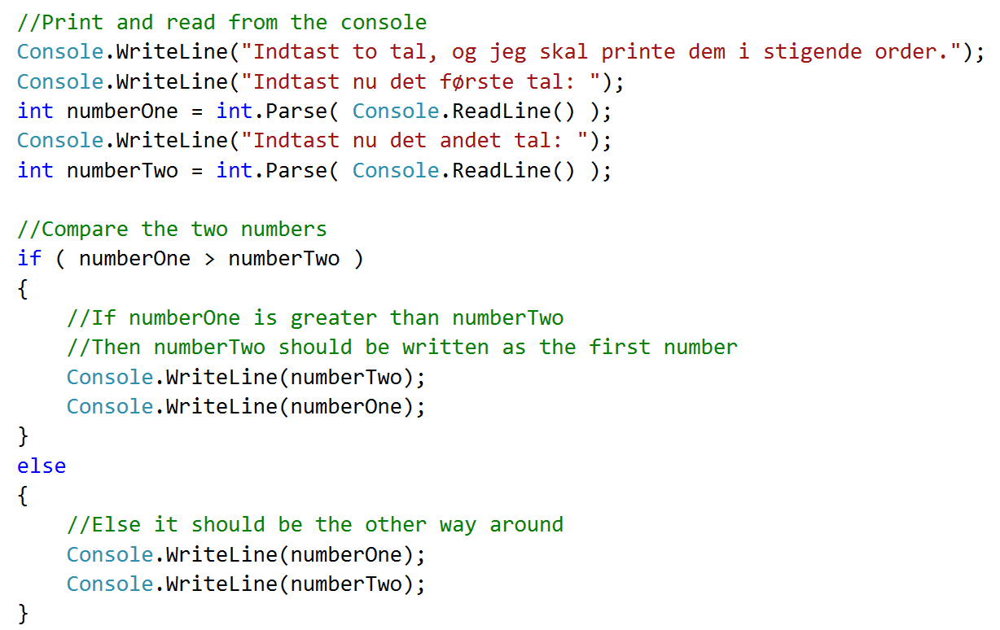 //Print and read from the console
Console.WriteLine("Indtast to tal, og jeg skal printe dem i stigende order.");
Console.WriteLine("Indtast nu det første tal: ");
int numberOne = int.Parse( Console.ReadLine() );
Console.WriteLine("Indtast nu det andet tal: ");
int numberTwo = int.Parse( Console.ReadLine() );

//Compare the two numbers
if ( numberOne > numberTwo )
{
    //If numberOne is greater than numberTwo
    //Then numberTwo should be written as the first number
    Console.WriteLine(numberTwo);
    Console.WriteLine(numberOne);
}
else
{
    //Else it should be the other way around
    Console.WriteLine(numberOne);
    Console.WriteLine(numberTwo);
}